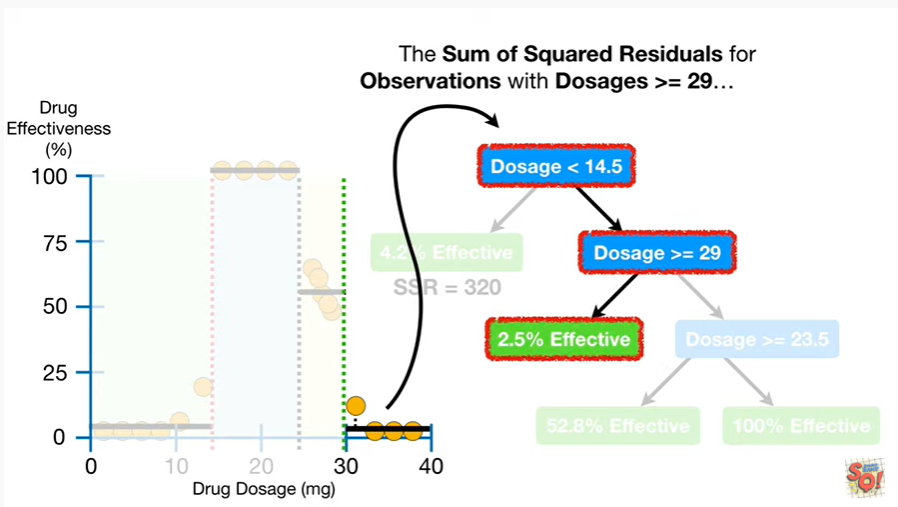 The Sum of Squared Residuals for
Observations with Dosages >= 29…
Drug
Effectiveness
(%)
100
75
50
25
0
0
10
20
30
40
Drug Dosage (mg)
Dosage < 14.5
4.2% Effective
SSR = 320
Dosage >= 29
2.5% Effective
Dosage >= 23.5
52.8% Effective
100% Effective
SQ!